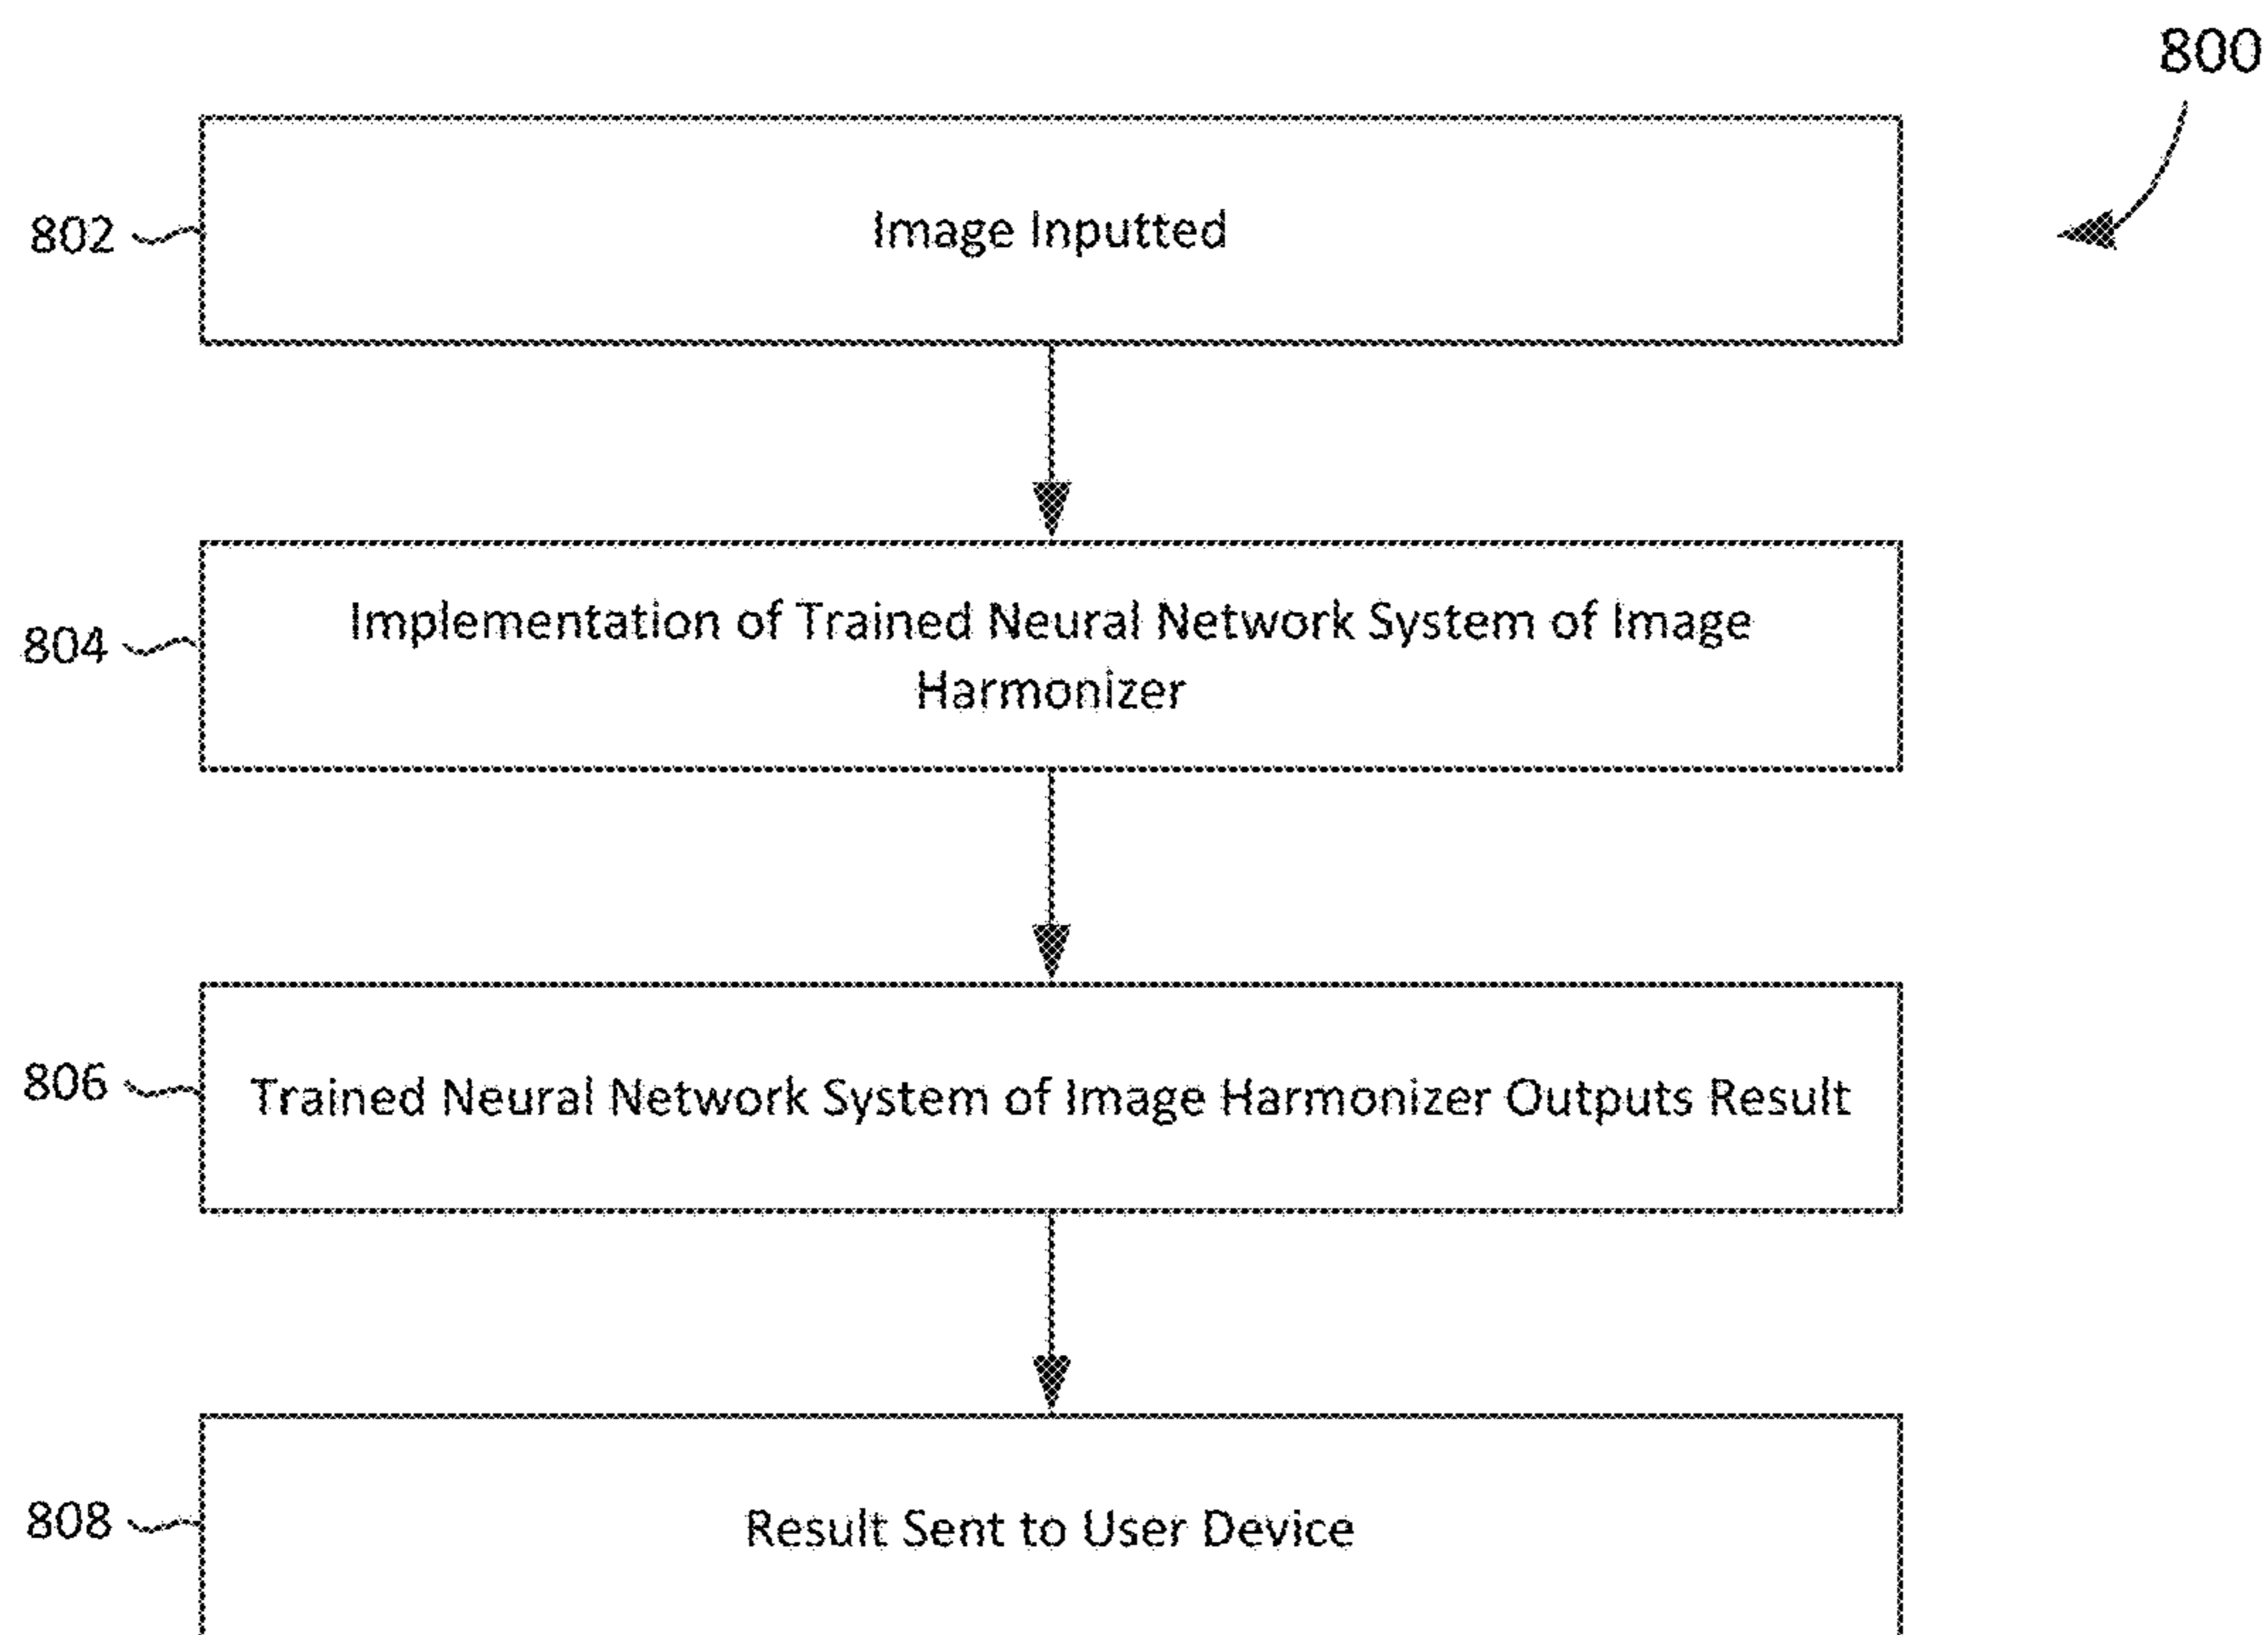 800
802
Image Inputted
804
Implementation of Trained Neural Network System of Image
Harmonizer
806
Trained Neural Network System of Image Harmonizer Outputs Result
808
Result Sent to User Device